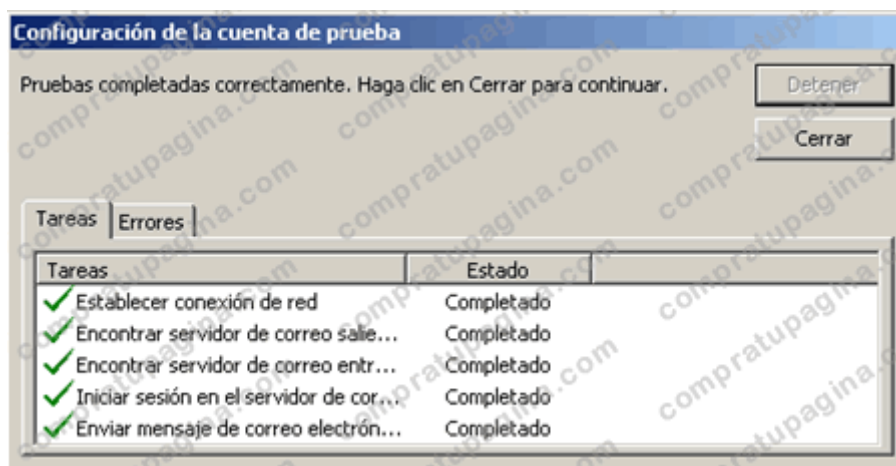 Configuración de la cuenta de prueba
Pruebas completadas correctamente. Haga clic en Cerrar para continuar.
Detener
Cerrar
Tareas Errores
Tareas Estado
Establecer conexión de red Completado
Encontrar servidor de correo salie... Completado
Encontrar servidor de correo entr... Completado
Iniciar sesión en el servidor de cor... Completado
Enviar mensaje de correo electrón... Completado
compratupagina.com